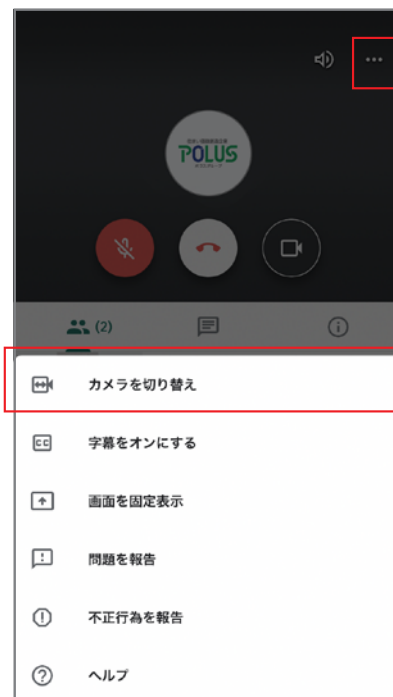 POLUS
(2)
カメラを切り替え
CC
字幕をオンにする
画面を固定表示
問題を報告
不正行為を報告
ヘルプ